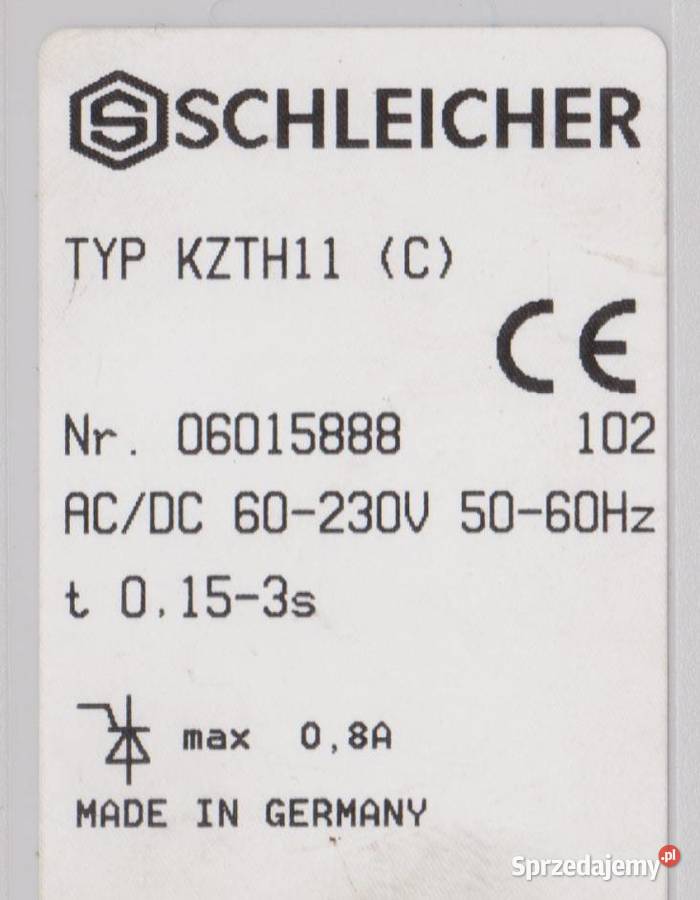 SCHLEICHER
TYP KZTH11 (C)
CE
Nr. 06015888 102
AC/DC 60-230V 50-60Hz
t 0,15-3s
max 0,8A
MADE IN GERMANY
Sprzedajemy.pl